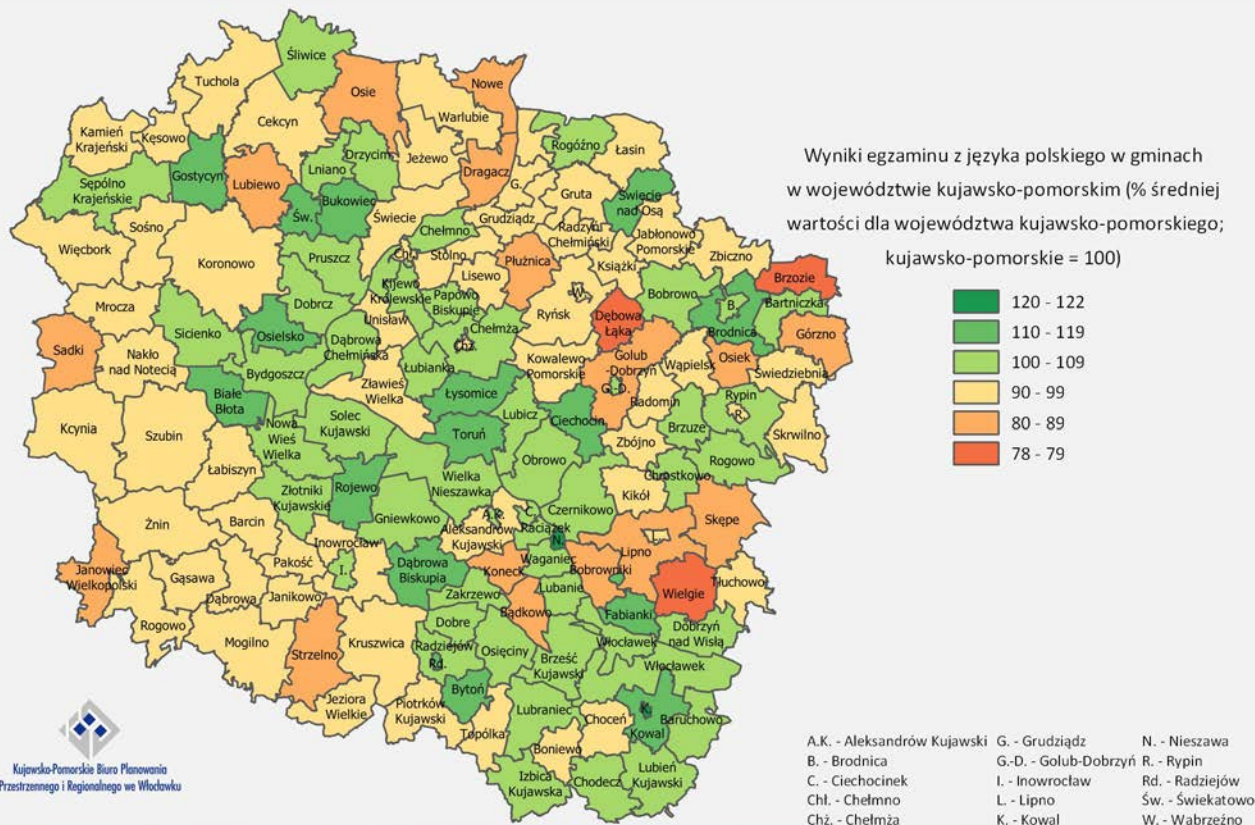 Śliwice
Tuchola
Osie
Nowe
Cekcyn
Warlubie
Kamień
Krajeński
Kęsowo
Rogóźno
Łasin
Drzycim
Jeżewo
Lniano
Dragacz
Gostycyn
Lubiewo
Sępólno
Krajeńskie
G.
Gruta
Świecie
nad Osą
Bukowiec
Św.
Świecie
Grudziądz
Radzyń
Chełmiński
Sośno
Chełmno
Jabłonowo
Pomorskie
Więcbork
Koronowo
Pruszcz
Chł.
Stolno
Płużnica
Książki
Zbiczno
Lisewo
Brzozie
Kijewo
Królewskie
Papowo
Biskupie
W.
Bobrowo
B.
Bartniczka
Mrocza
Dobrcz
Unisław
Ryńsk
Dębowa
Łąka
Brodnica
Górzno
Sicienko
Osielsko
Chełmża
Dąbrowa
Chełmińska
Chż.
Sadki
Nakło
nad Notecią
Kowalewo
Pomorskie
Golub
-Dobrzyń
Wąpielsk
Osiek
Świedziebnia
Bydgoszcz
Łubianka
Zławieś
Wielka
G.-D.
Rypin
R.
Białe
Błota
Łysomice
Radomin
Kcynia
Szubin
Solec
Kujawski
Lubicz
Ciechocin
Brzuze
Skrwilno
Nowa
Wieś
Wielka
Toruń
Zbójno
Łabiszyn
Obrowo
Rogowo
Chrostkowo
Złotniki
Kujawskie
Rojewo
Wielka
Nieszawka
Kikół
Czernikowo
Żnin
Barcin
Gniewkowo
A.K.
C.
Skępe
Aleksandrów
Kujawski
Raciążek
Inowrocław
N.
L.
Lipno
Pakość
I.
Dąbrowa
Biskupia
Koneck
Waganiec
Bobrowniki
Janowiec
Wielkopolski
Gąsawa
Dąbrowa
Janikowo
Zakrzewo
Lubanie
Wielgie
Tłuchowo
Bądkowo
Fabianki
Rogowo
Mogilno
Strzelno
Kruszwica
Dobre
Dobrzyń
nad Wisłą
Radziejów
Rd.
Osięciny
Brześć
Kujawski
Włocławek
Włocławek
Jeziora
Wielkie
Piotrków
Kujawski
Bytoń
Lubraniec
Choceń
K.
Kowal
Baruchowo
Topólka
Boniewo
Izbica
Kujawska
Chodecz
Lubień
Kujawski
Wyniki egzaminu z języka polskiego w gminach
w województwie kujawsko-pomorskim (% średniej
wartości dla województwa kujawsko-pomorskiego;
kujawsko-pomorskie = 100)
120 - 122
110 - 119
100 - 109
90 - 99
80 - 89
78 - 79
Kujawsko-Pomorskie Biuro Planowania
Przestrzennego i Regionalnego we Włocławku
A.K. - Aleksandrów Kujawski G. - Grudziądz N. - Nieszawa
B. - Brodnica G.-D. - Golub-Dobrzyń R. - Rypin
C. - Ciechocinek I. - Inowrocław Rd. - Radziejów
Chł. - Chełmno L. - Lipno Św. - Świekatowo
Chż. - Chełmża K. - Kowal W. - Wąbrzeźno